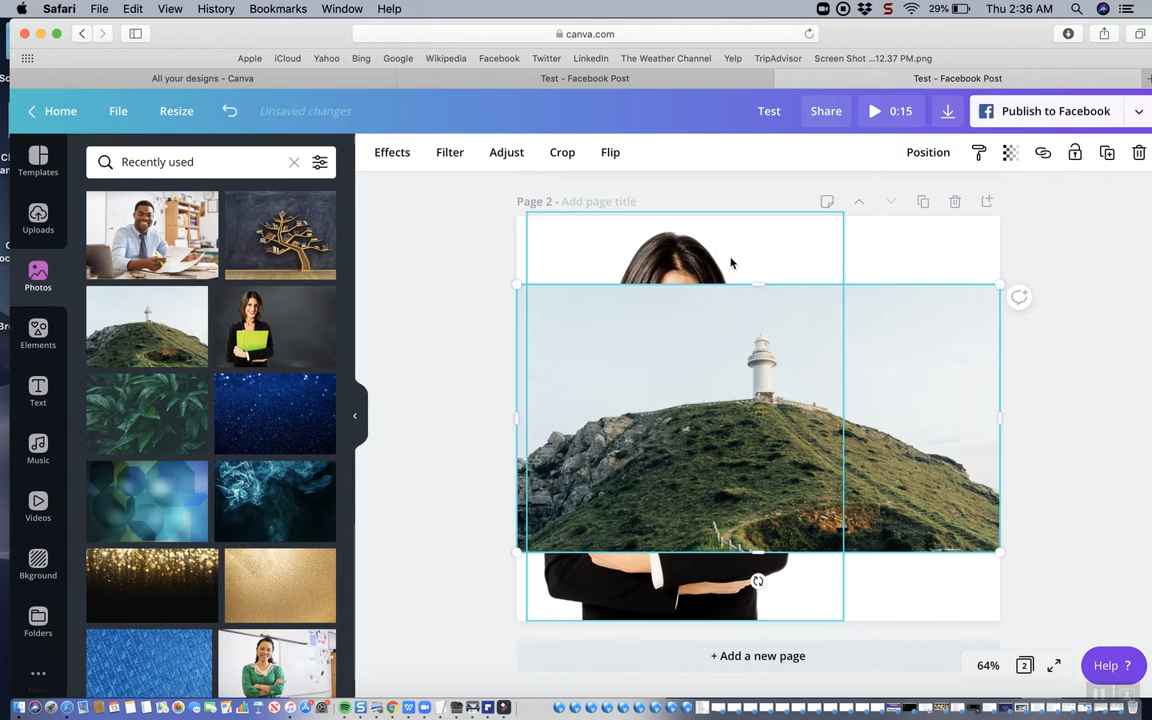 Safari File Edit View History Bookmarks Window Help 29% Thu 2:36 AM
canva.com
Apple iCloud Yahoo Bing Google Wikipedia Facebook Twitter LinkedIn The Weather Channel Yelp TripAdvisor Screen Shot ...12.37 PM.png
All your designs - Canva Test - Facebook Post Test - Facebook Post
Home File Resize Unsaved changes Test Share 0:15 Publish to Facebook
Templates
Uploads
Photos
Elements
Text
Music
Videos
Bkground
Folders
Recently used
Effects Filter Adjust Crop Flip Position
Page 2 - Add page title
+ Add a new page
64% 2 Help ?